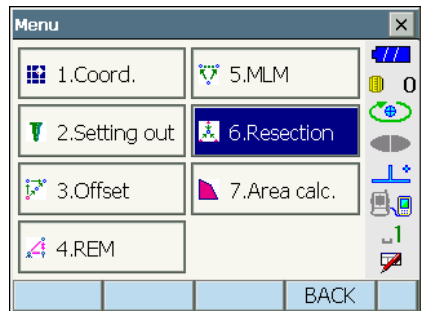 Menu
1.Coord.
5.MLM
0
2.Setting out
6.Resection
3.Offset
7.Area calc.
4.REM
1
BACK